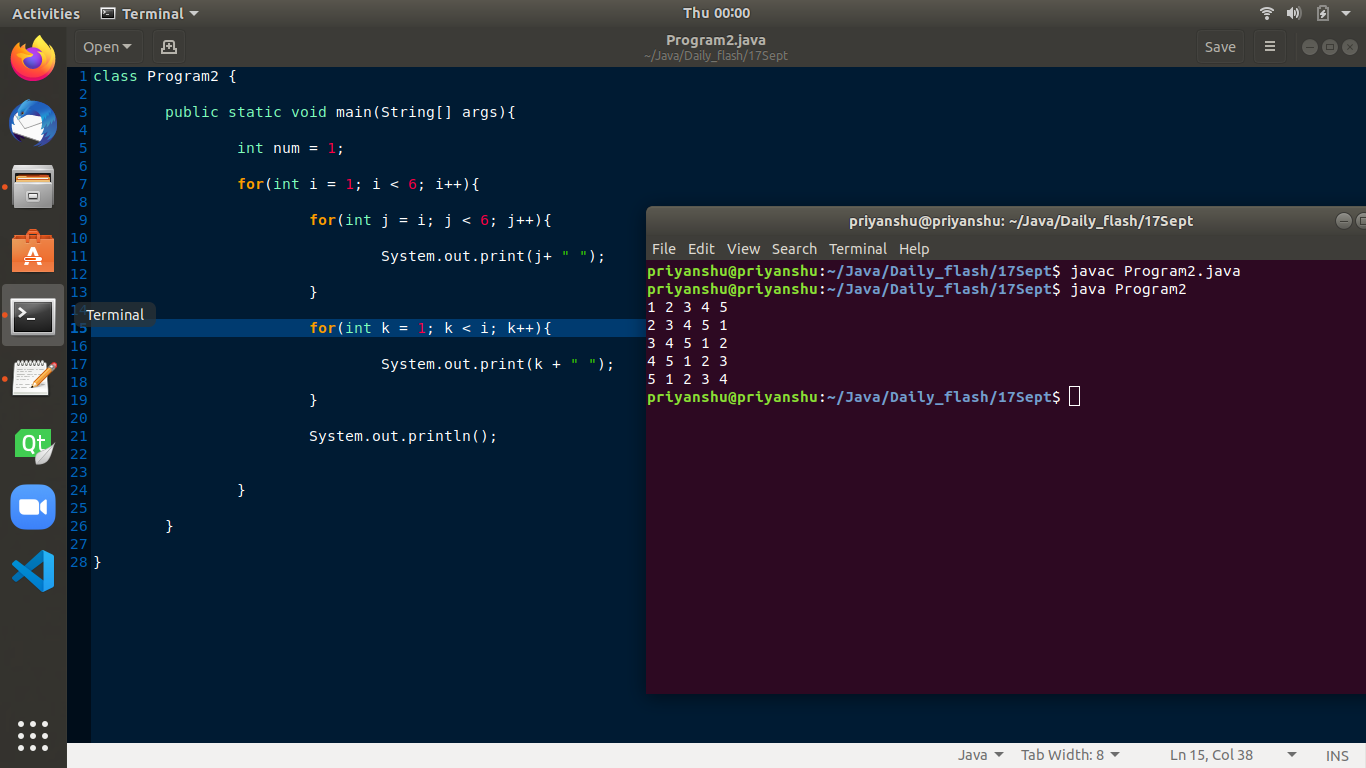 Activities Terminal Thu 00:00
Open Program2.java Save
~/Java/Daily_flash/17Sept
1 class Program2 {
2
3 public static void main(String[] args){
4
5 int num = 1;
6
7 for(int i = 1; i < 6; i++){
8
9 for(int j = i; j < 6; j++){
10
11 System.out.print(j+ " ");
12
13 }
Terminal
15 for(int k = 1; k < i; k++){
16
17 System.out.print(k + " ");
18
19 }
20
21 System.out.println();
22
23
24 }
25
26 }
27
28 }
priyanshu@priyanshu: ~/Java/Daily_flash/17Sept
File Edit View Search Terminal Help
priyanshu@priyanshu:~/Java/Daily_flash/17Sept$ javac Program2.java
priyanshu@priyanshu:~/Java/Daily_flash/17Sept$ java Program2
1 2 3 4 5
2 3 4 5 1
3 4 5 1 2
4 5 1 2 3
5 1 2 3 4
priyanshu@priyanshu:~/Java/Daily_flash/17Sept$
Qt
Java Tab Width: 8 Ln 15, Col 38 INS